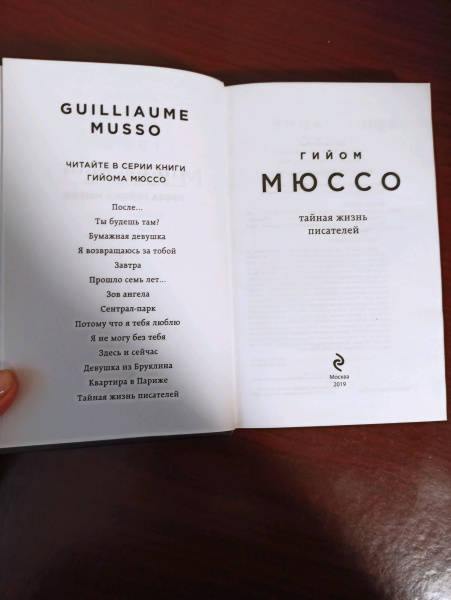 GUILLIAUME
MUSSO
ЧИТАЙТЕ В СЕРИИ КНИГИ
ГИЙОМА МЮССО
После...
Ты будешь там?
Бумажная девушка
Я возвращаюсь за тобой
Завтра
Прошло семь лет...
Зов ангела
Сентрал-парк
Потому что я тебя люблю
Я не могу без тебя
Здесь и сейчас
Девушка из Бруклина
Квартира в Париже
Тайная жизнь писателей
ГИЙОМ
МЮССО
тайная жизнь
писателей
Москва
2019